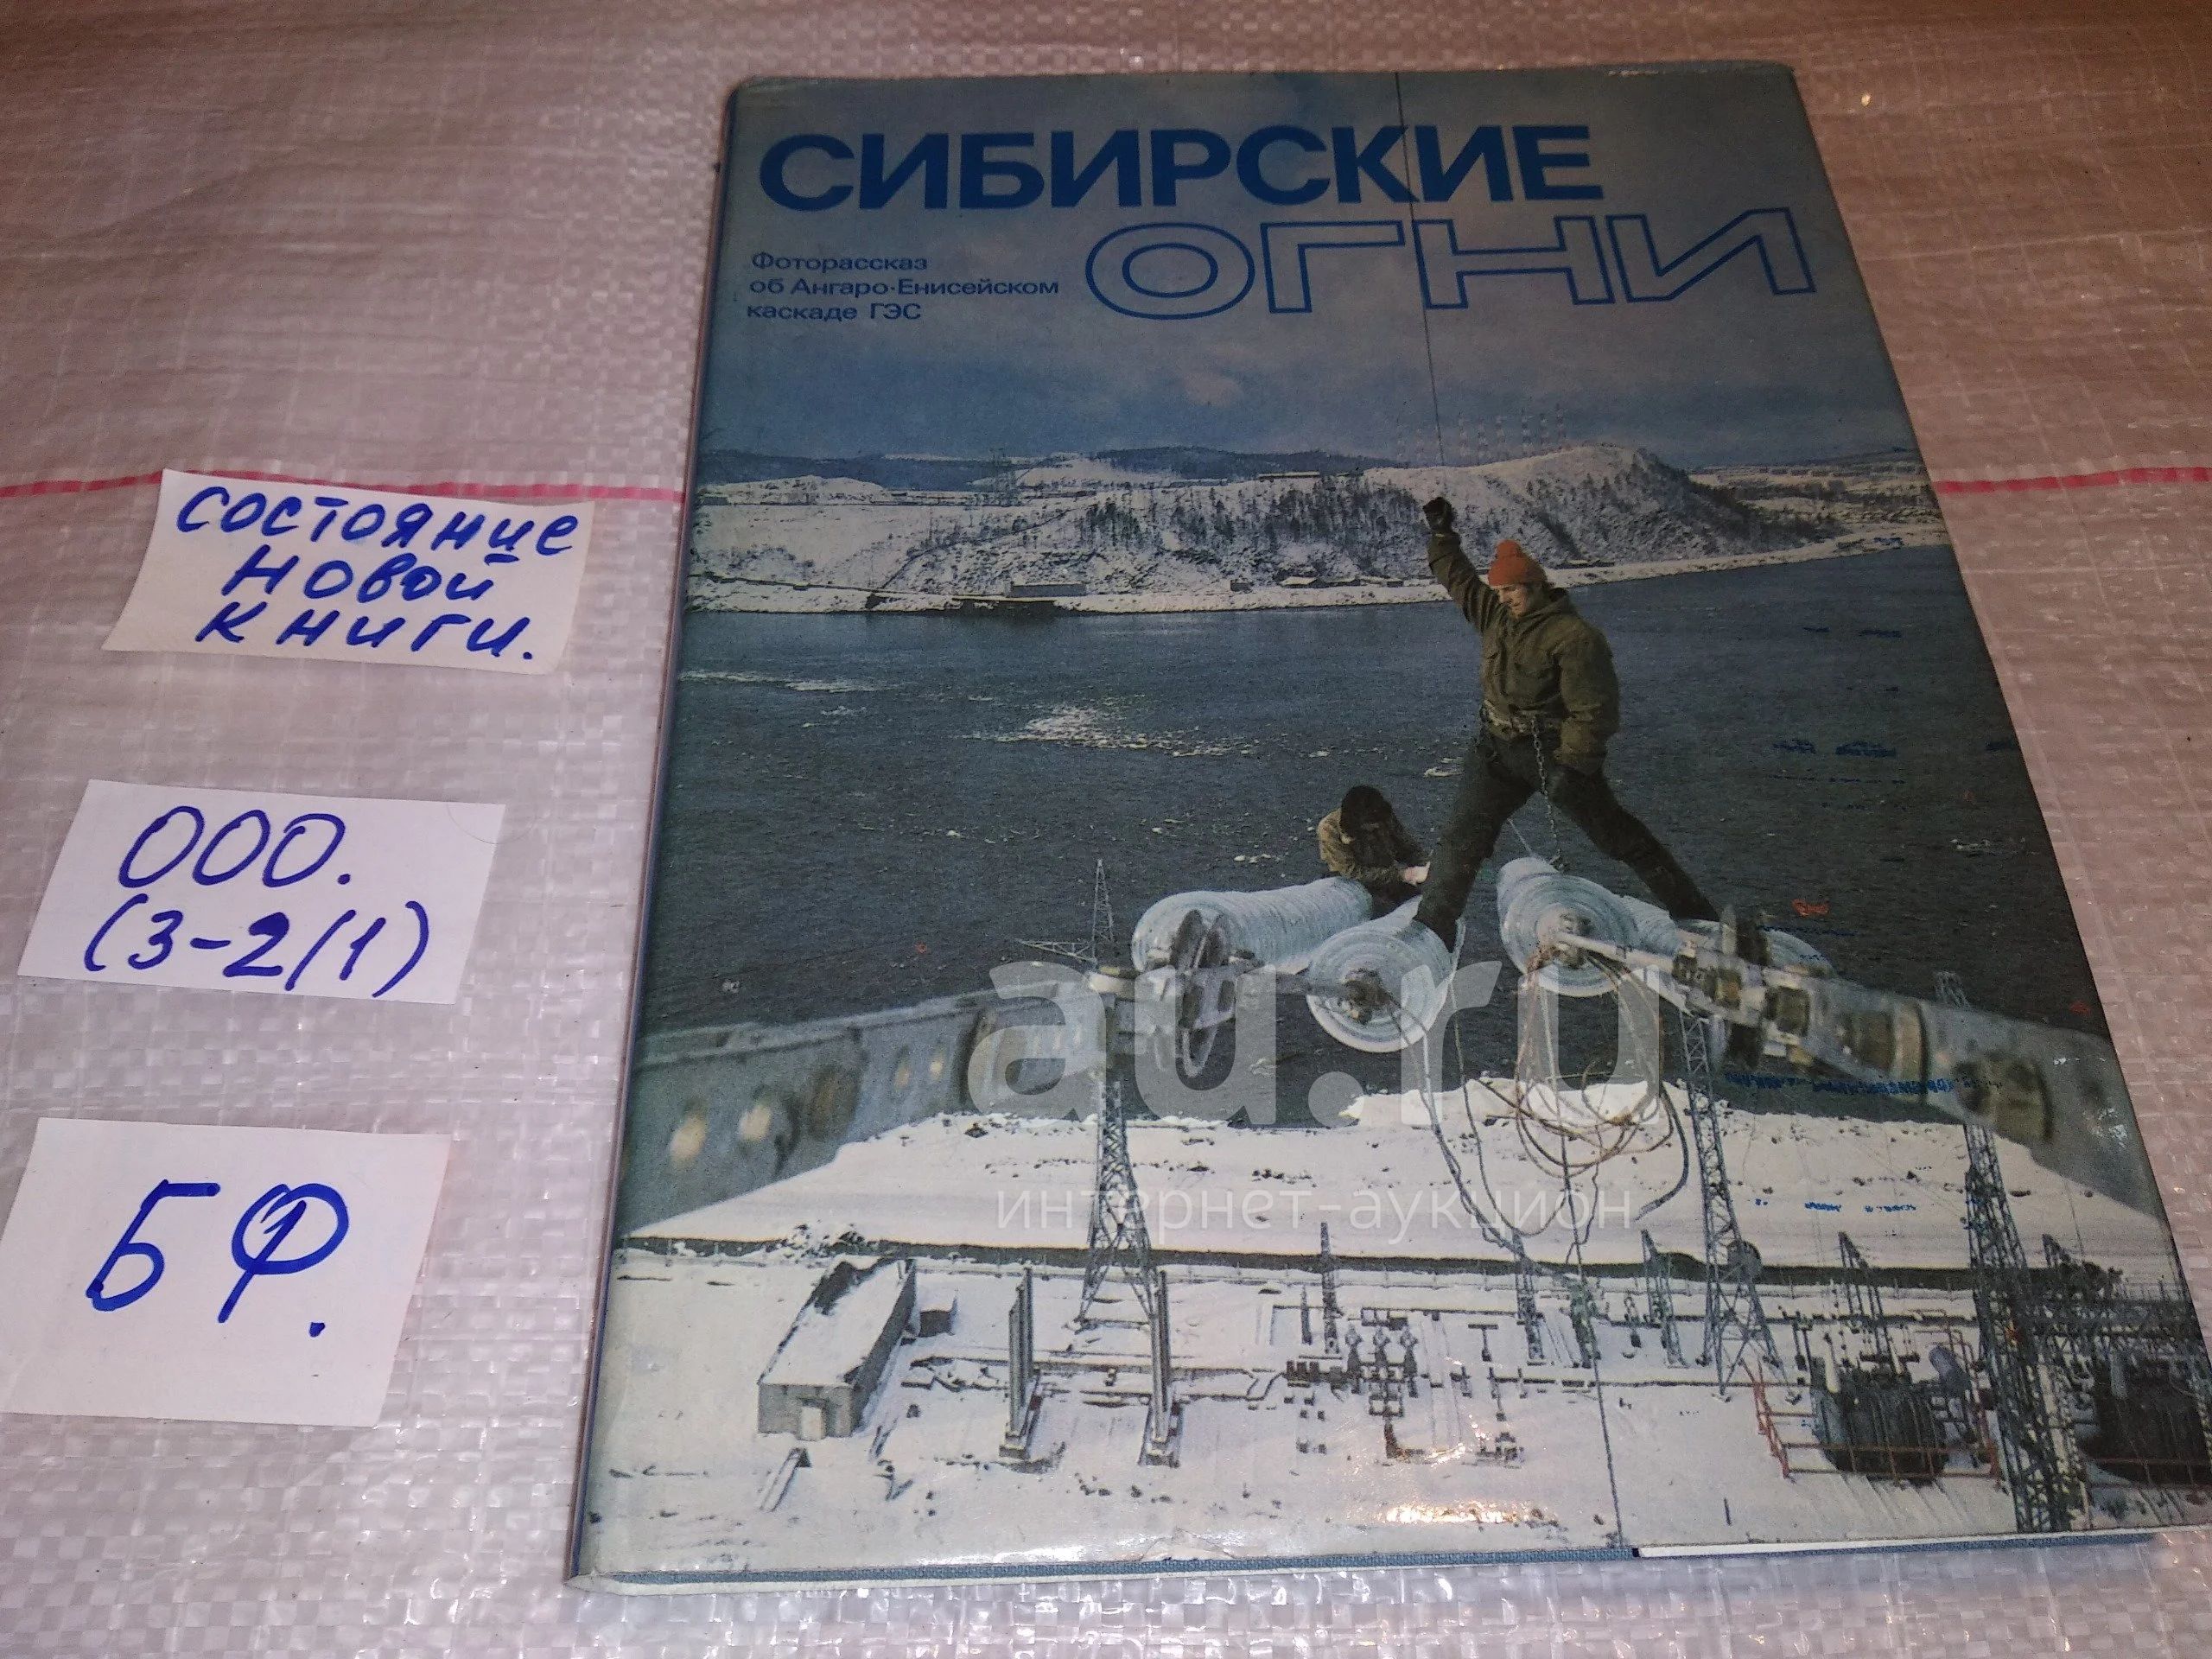 СИБИРСКИЕ
ОГНИ
Фоторассказ
об Ангаро-Енисейском
каскаде ГЭС
состояние
новой
книги.
ООО.
(3-2/1)
БФ.
au.ru
интернет-аукцион